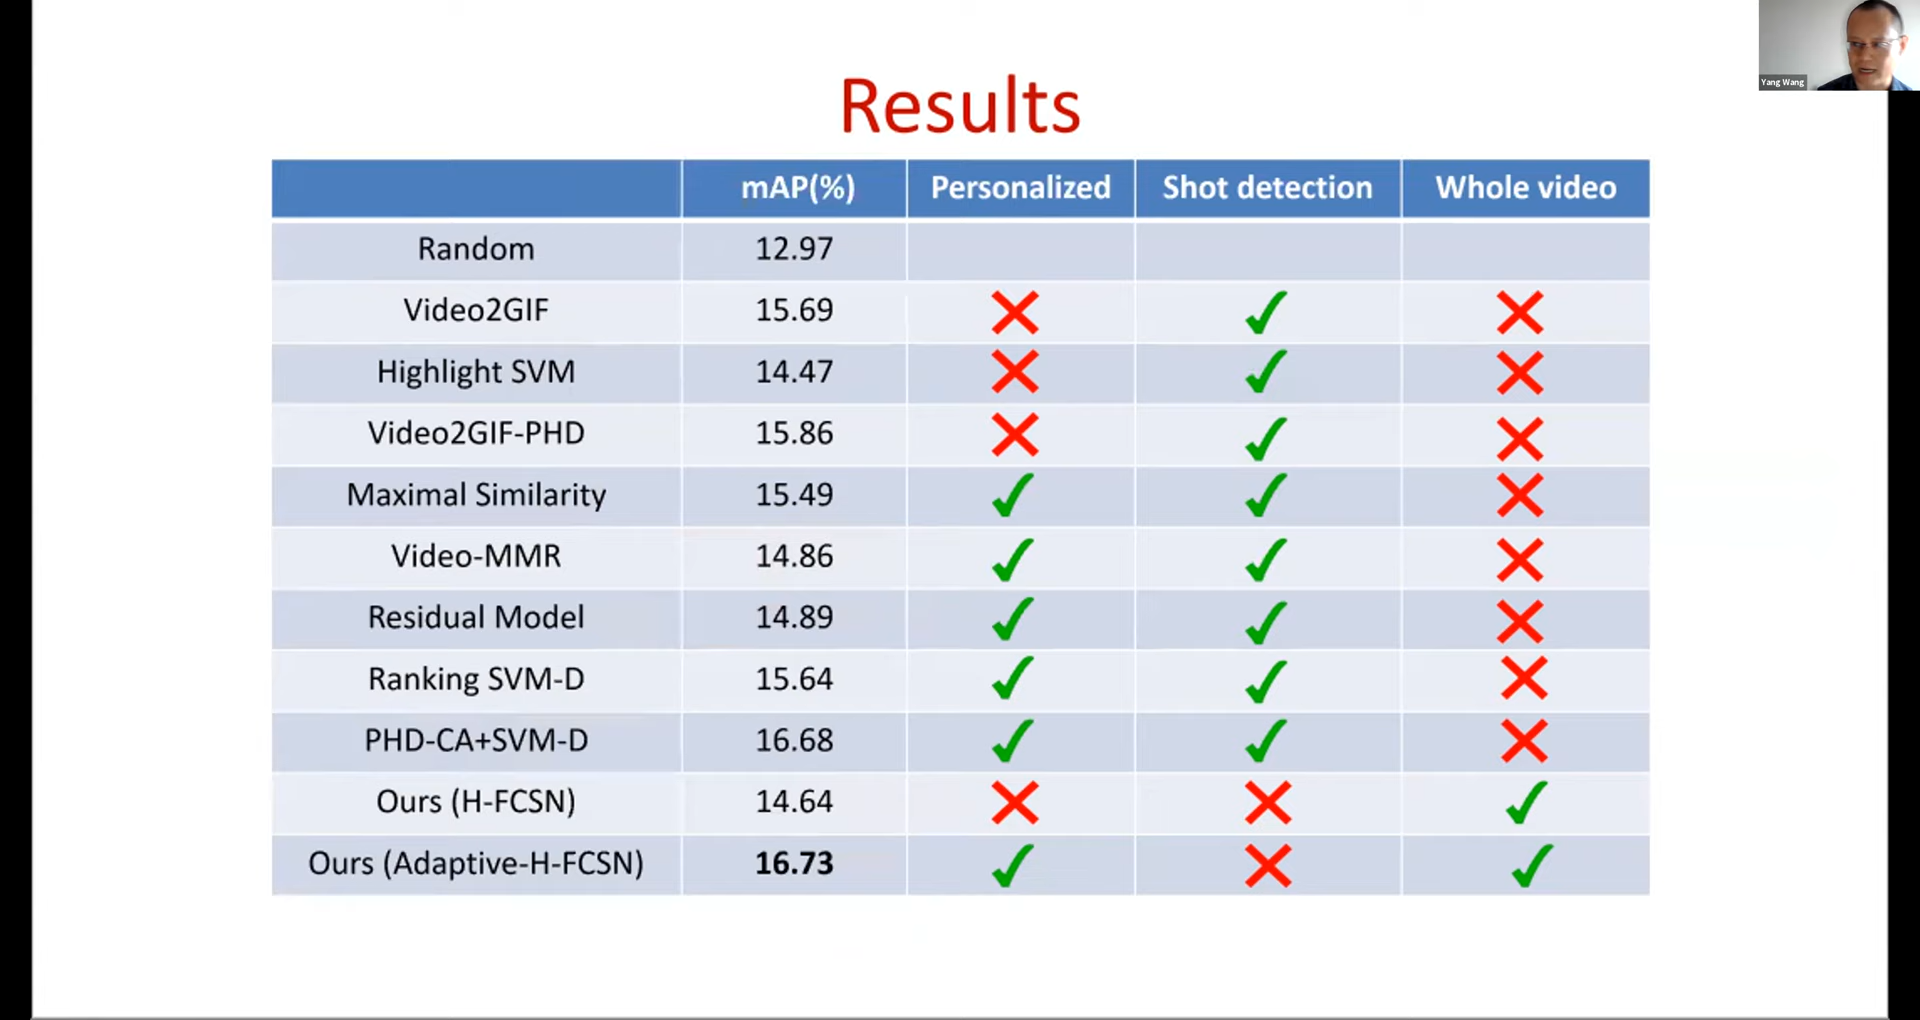 Yang Wang
Results
mAP(%) Personalized Shot detection Whole video
Random 12.97
Video2GIF 15.69
Highlight SVM 14.47
Video2GIF-PHD 15.86
Maximal Similarity 15.49
Video-MMR 14.86
Residual Model 14.89
Ranking SVM-D 15.64
PHD-CA+SVM-D 16.68
Ours (H-FCSN) 14.64
Ours (Adaptive-H-FCSN) 16.73